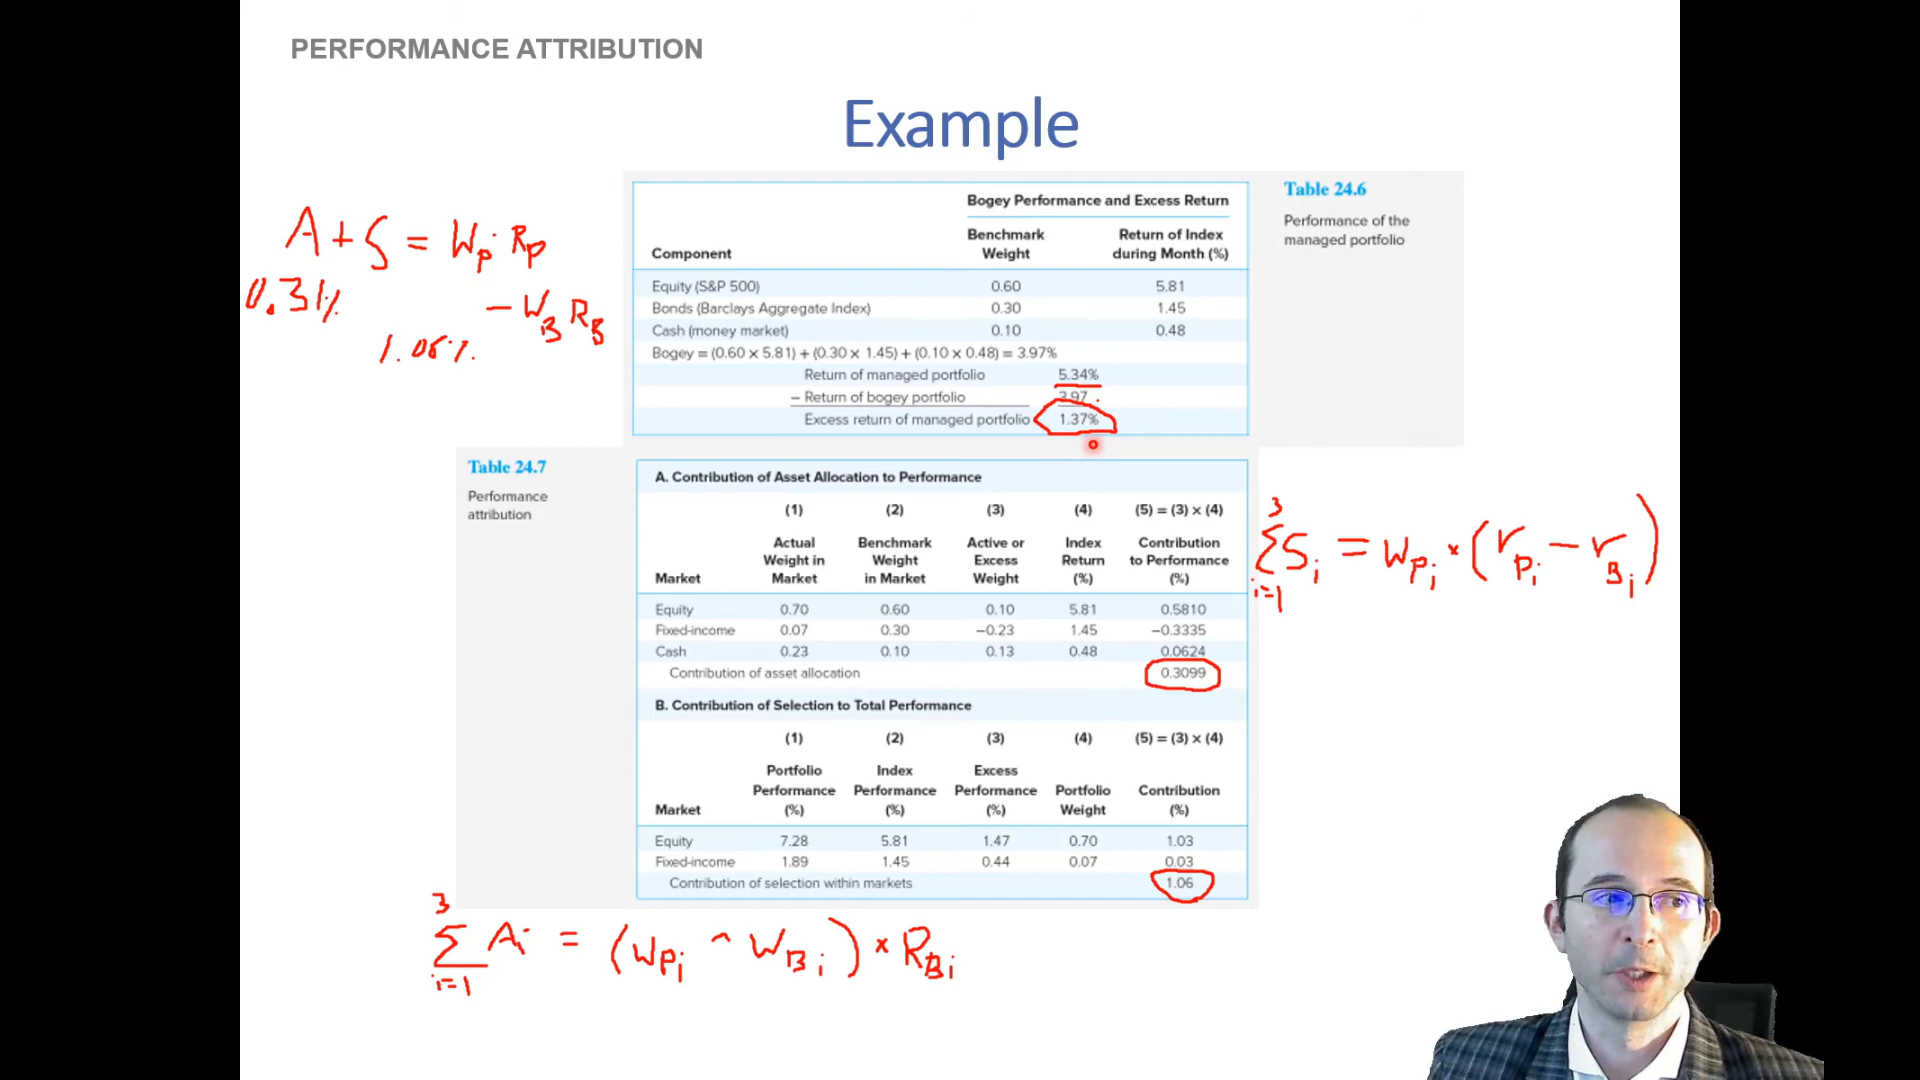 PERFORMANCE ATTRIBUTION
Example
Bogey Performance and Excess Return
Component Benchmark Weight Return of Index during Month (%)
Equity (S&P 500) 0.60 5.81
Bonds (Barclays Aggregate Index) 0.30 1.45
Cash (money market) 0.10 0.48
Bogey = (0.60 x 5.81) + (0.30 x 1.45) + (0.10 x 0.48) = 3.97%
Return of managed portfolio 5.34%
– Return of bogey portfolio 3.97
Excess return of managed portfolio 1.37%
Table 24.6
Performance of the
managed portfolio
A + S = Wp · Rp
0.31% – WB RB
1.06%
Table 24.7
Performance
attribution
A. Contribution of Asset Allocation to Performance
(1) (2) (3) (4) (5) = (3) x (4)
Market Actual Weight in Market Benchmark Weight in Market Active or Excess Weight Index Return (%) Contribution to Performance (%)
Equity 0.70 0.60 0.10 5.81 0.5810
Fixed-income 0.07 0.30 –0.23 1.45 –0.3335
Cash 0.23 0.10 0.13 0.48 0.0624
Contribution of asset allocation 0.3099
B. Contribution of Selection to Total Performance
(1) (2) (3) (4) (5) = (3) x (4)
Market Portfolio Performance (%) Index Performance (%) Excess Performance (%) Portfolio Weight Contribution (%)
Equity 7.28 5.81 1.47 0.70 1.03
Fixed-income 1.89 1.45 0.44 0.07 0.03
Contribution of selection within markets 1.06
3
Σ Si = WPi × (rPi – rBi)
i=1
3
Σ Ai = (WPi – WBi) × RBi
i=1